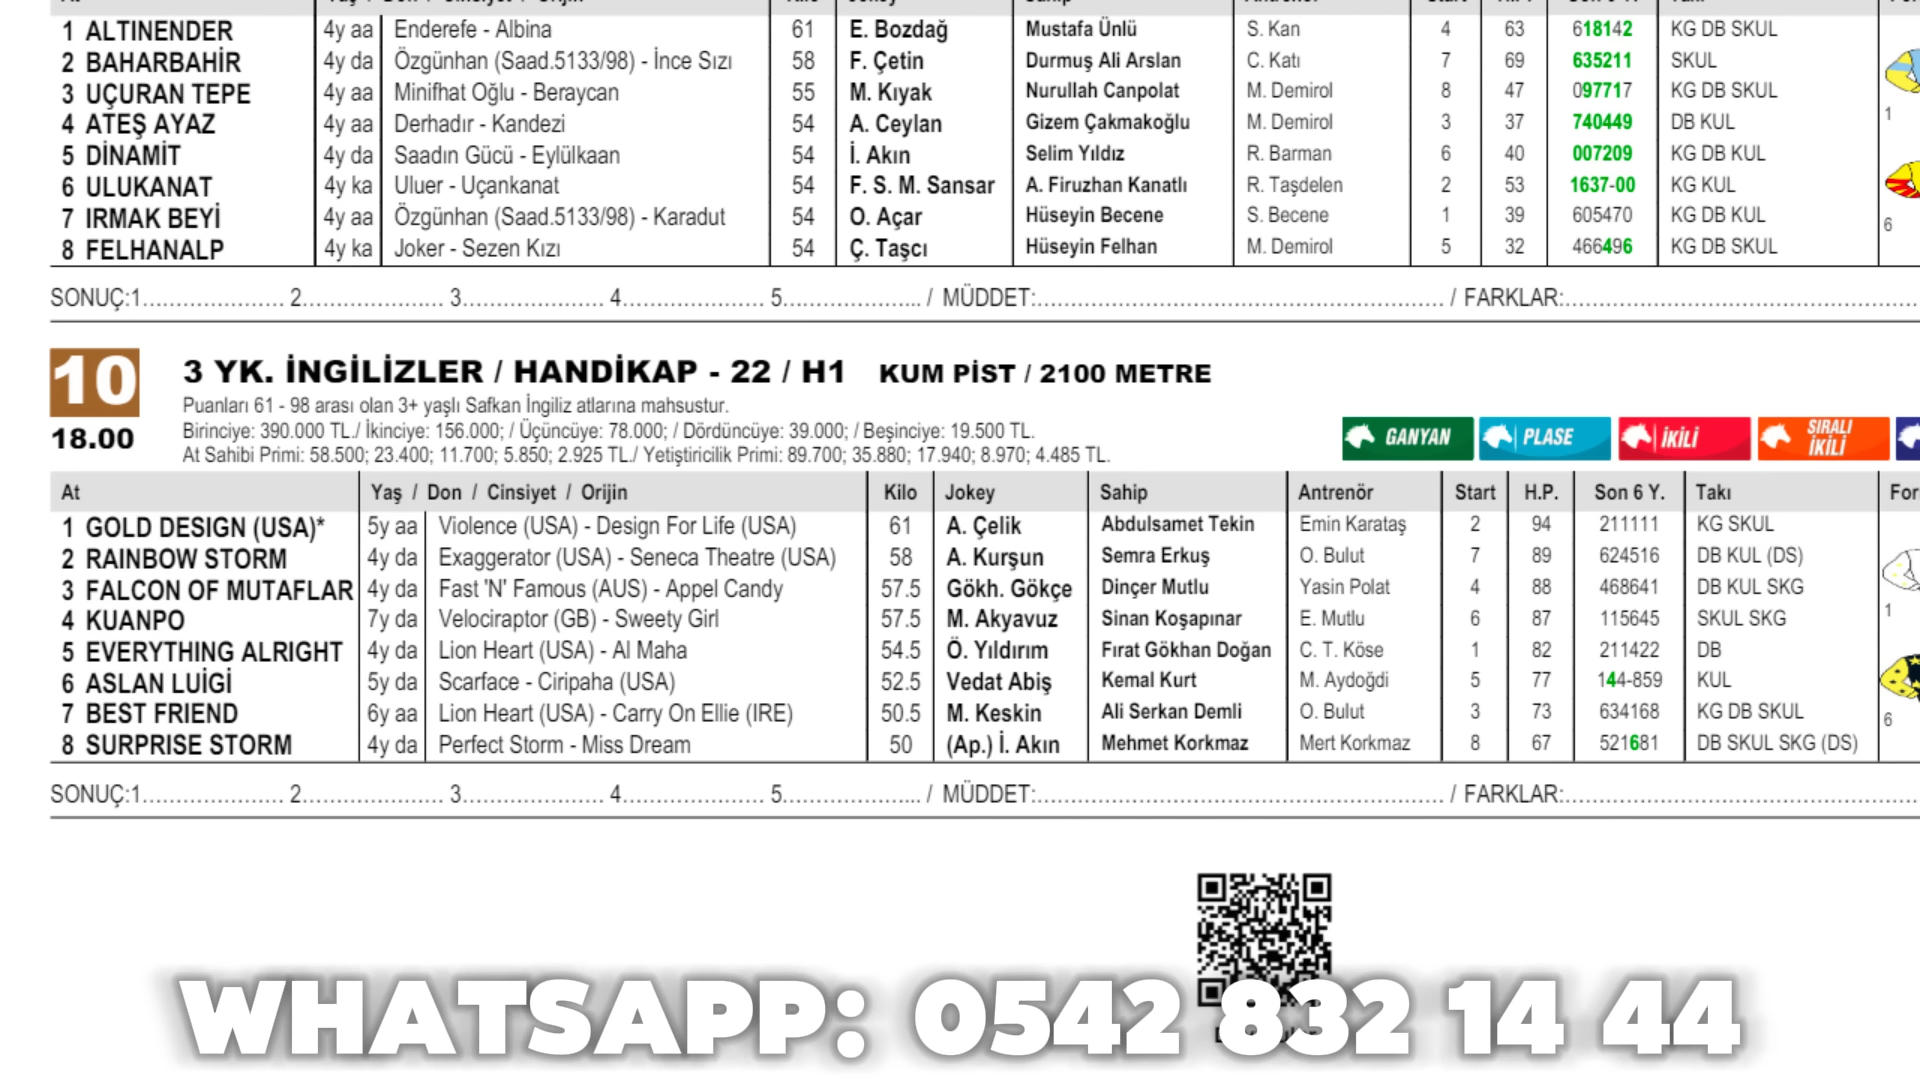 1 ALTINENDER 4y aa Enderefe - Albina 61 E. Bozdağ Mustafa Ünlü S. Kan 4 63 618142 KG DB SKUL
2 BAHARBAHİR 4y da Özgünhan (Saad.5133/98) - İnce Sızı 58 F. Çetin Durmuş Ali Arslan C. Katı 7 69 635211 SKUL
3 UÇURAN TEPE 4y aa Minifhat Oğlu - Beraycan 55 M. Kıyak Nurullah Canpolat M. Demirol 8 47 097717 KG DB SKUL
4 ATEŞ AYAZ 4y aa Derhadır - Kandezi 54 A. Ceylan Gizem Çakmakoğlu M. Demirol 3 37 740449 DB KUL
1
5 DİNAMİT 4y da Saadın Gücü - Eylülkaan 54 İ. Akın Selim Yıldız R. Barman 6 40 007209 KG DB KUL
6 ULUKANAT 4y ka Uluer - Uçankanat 54 F. S. M. Sansar A. Firuzhan Kanatlı R. Taşdelen 2 53 1637-00 KG KUL
7 IRMAK BEYİ 4y aa Özgünhan (Saad.5133/98) - Karadut 54 O. Açar Hüseyin Becene S. Becene 1 39 605470 KG DB KUL
6
8 FELHANALP 4y ka Joker - Sezen Kızı 54 Ç. Taşcı Hüseyin Felhan M. Demirol 5 32 466496 KG DB SKUL
SONUÇ:1..................... 2..................... 3..................... 4..................... 5..................... / MÜDDET:............................................................. / FARKLAR:.....................................................
10 3 YK. İNGİLİZLER / HANDİKAP - 22 / H1 KUM PİST / 2100 METRE
Puanları 61 - 98 arası olan 3+ yaşlı Safkan İngiliz atlarına mahsustur.
18.00 Birinciye: 390.000 TL./ İkinciye: 156.000; / Üçüncüye: 78.000; / Dördüncüye: 39.000; / Beşinciye: 19.500 TL.
At Sahibi Primi: 58.500; 23.400; 11.700; 5.850; 2.925 TL./ Yetiştiricilik Primi: 89.700; 35.880; 17.940; 8.970; 4.485 TL.
GANYAN PLASE İKİLİ SIRALI İKİLİ
At Yaş / Don / Cinsiyet / Orijin Kilo Jokey Sahip Antrenör Start H.P. Son 6 Y. Takı For
1 GOLD DESIGN (USA)* 5y aa Violence (USA) - Design For Life (USA) 61 A. Çelik Abdulsamet Tekin Emin Karataş 2 94 211111 KG SKUL
2 RAINBOW STORM 4y da Exaggerator (USA) - Seneca Theatre (USA) 58 A. Kurşun Semra Erkuş O. Bulut 7 89 624516 DB KUL (DS)
3 FALCON OF MUTAFLAR 4y da Fast 'N' Famous (AUS) - Appel Candy 57.5 Gökh. Gökçe Dinçer Mutlu Yasin Polat 4 88 468641 DB KUL SKG
4 KUANPO 7y da Velociraptor (GB) - Sweety Girl 57.5 M. Akyavuz Sinan Koşapınar E. Mutlu 6 87 115645 SKUL SKG
1
5 EVERYTHING ALRIGHT 4y da Lion Heart (USA) - Al Maha 54.5 Ö. Yıldırım Fırat Gökhan Doğan C. T. Köse 1 82 211422 DB
6 ASLAN LUİGİ 5y da Scarface - Ciripaha (USA) 52.5 Vedat Abiş Kemal Kurt M. Aydoğdi 5 77 144-859 KUL
7 BEST FRIEND 6y aa Lion Heart (USA) - Carry On Ellie (IRE) 50.5 M. Keskin Ali Serkan Demli O. Bulut 3 73 634168 KG DB SKUL
6
8 SURPRISE STORM 4y da Perfect Storm - Miss Dream 50 (Ap.) İ. Akın Mehmet Korkmaz Mert Korkmaz 8 67 521681 DB SKUL SKG (DS)
SONUÇ:1..................... 2..................... 3..................... 4..................... 5..................... / MÜDDET:............................................................. / FARKLAR:.....................................................
WHATSAPP: 0542 832 14 44